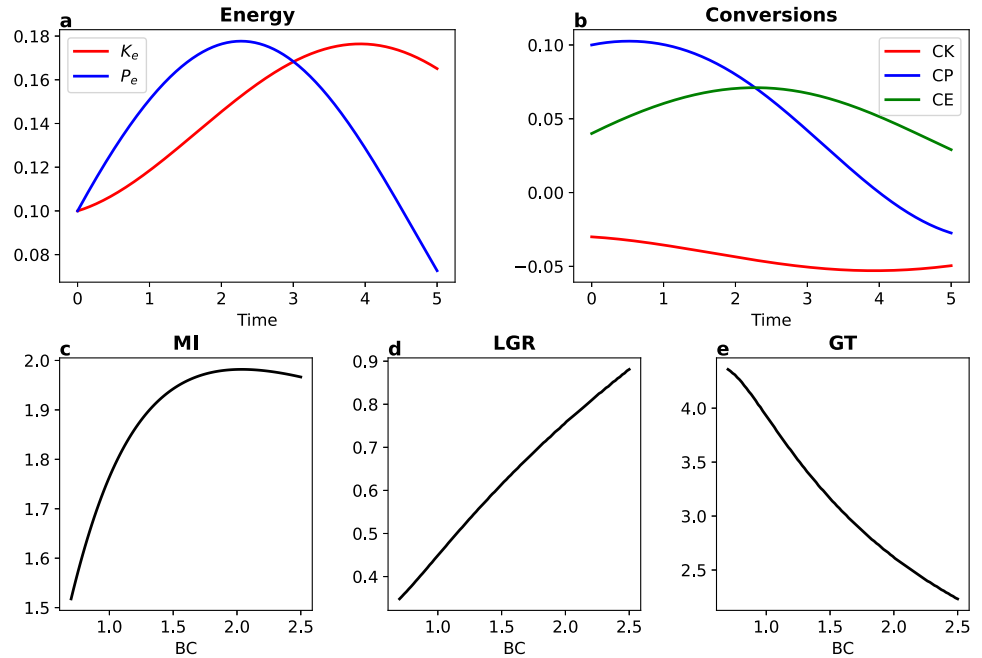 a Energy
0.18
0.16
0.14
0.12
0.10
0.08
K_e
P_e
0 1 2 3 4 5
Time
b Conversions
0.10
0.05
0.00
−0.05
CK
CP
CE
0 1 2 3 4 5
Time
c MI
2.0
1.9
1.8
1.7
1.6
1.5
1.0 1.5 2.0 2.5
BC
d LGR
0.9
0.8
0.7
0.6
0.5
0.4
1.0 1.5 2.0 2.5
BC
e GT
4.0
3.5
3.0
2.5
1.0 1.5 2.0 2.5
BC